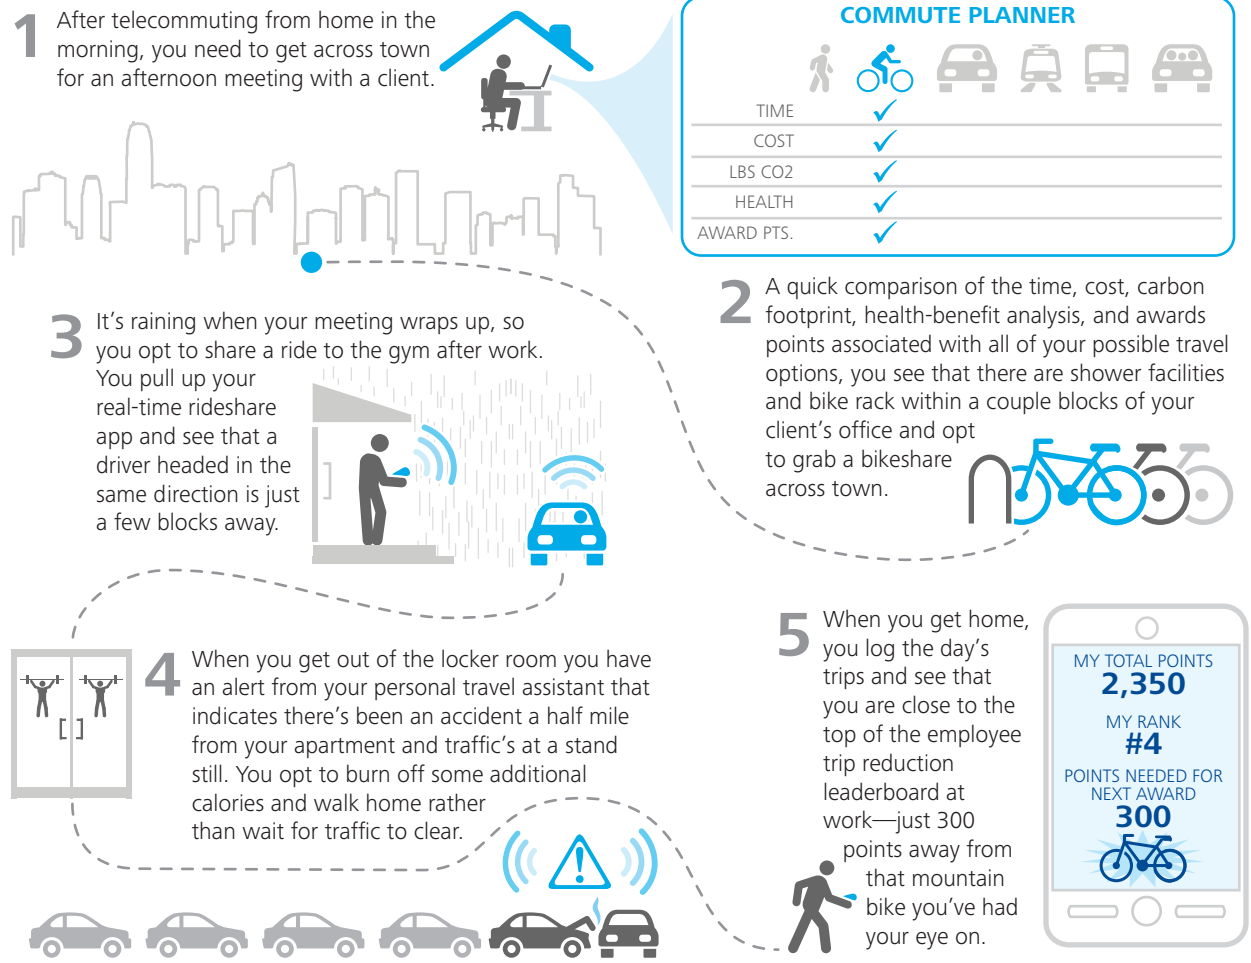 1
After telecommuting from home in the
morning, you need to get across town
for an afternoon meeting with a client.
COMMUTE PLANNER
TIME
COST
LBS CO2
HEALTH
AWARD PTS.
2
A quick comparison of the time, cost, carbon
footprint, health-benefit analysis, and awards
points associated with all of your possible travel
options, you see that there are shower facilities
and bike rack within a couple blocks of your
client's office and opt
to grab a bikeshare
across town.
3
It's raining when your meeting wraps up, so
you opt to share a ride to the gym after work.
You pull up your
real-time rideshare
app and see that a
driver headed in the
same direction is just
a few blocks away.
4
When you get out of the locker room you have
an alert from your personal travel assistant that
indicates there's been an accident a half mile
from your apartment and traffic's at a stand
still. You opt to burn off some additional
calories and walk home rather
than wait for traffic to clear.
5
When you get home,
you log the day's
trips and see that
you are close to the
top of the employee
trip reduction
leaderboard at
work—just 300
points away from
that mountain
bike you've had
your eye on.
MY TOTAL POINTS
2,350
MY RANK
#4
POINTS NEEDED FOR
NEXT AWARD
300